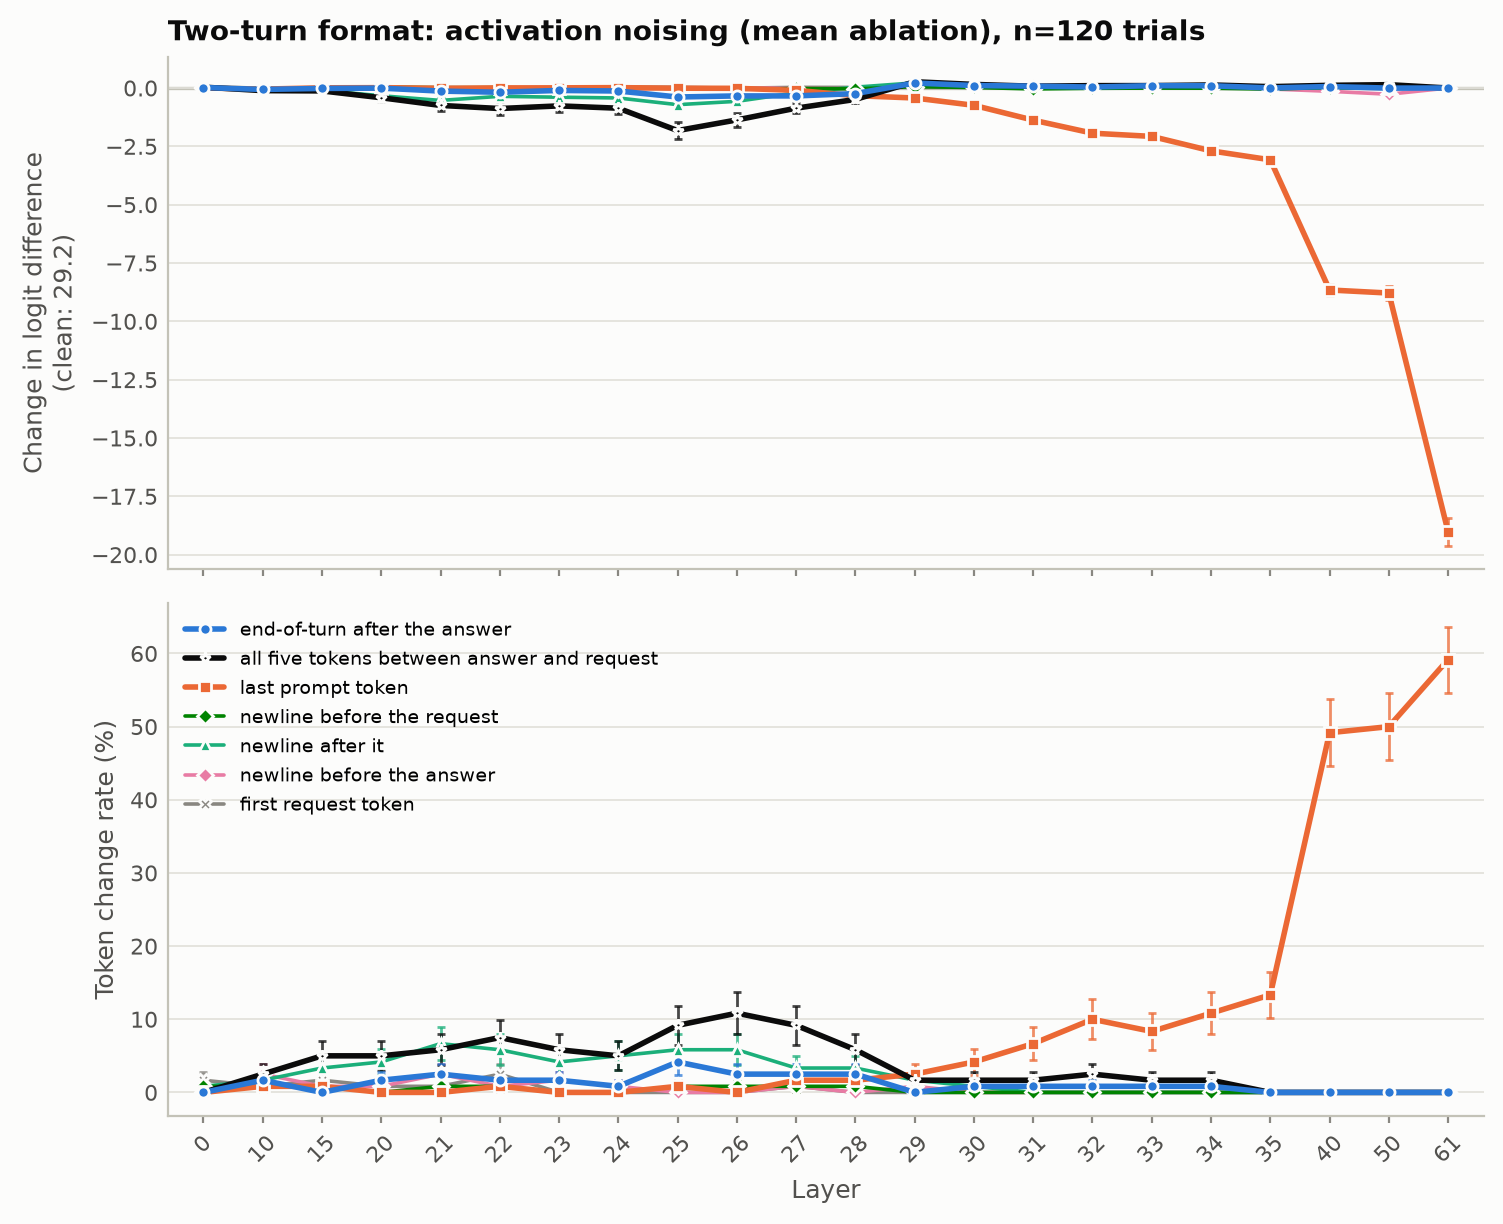 Two-turn format: activation noising (mean ablation), n=120 trials
Change in logit difference
(clean: 29.2)
0.0
−2.5
−5.0
−7.5
−10.0
−12.5
−15.0
−17.5
−20.0
end-of-turn after the answer
all five tokens between answer and request
last prompt token
newline before the request
newline after it
newline before the answer
first request token
Token change rate (%)
60
50
40
30
20
10
0
0 10 15 20 21 22 23 24 25 26 27 28 29 30 31 32 33 34 35 40 50 61
Layer